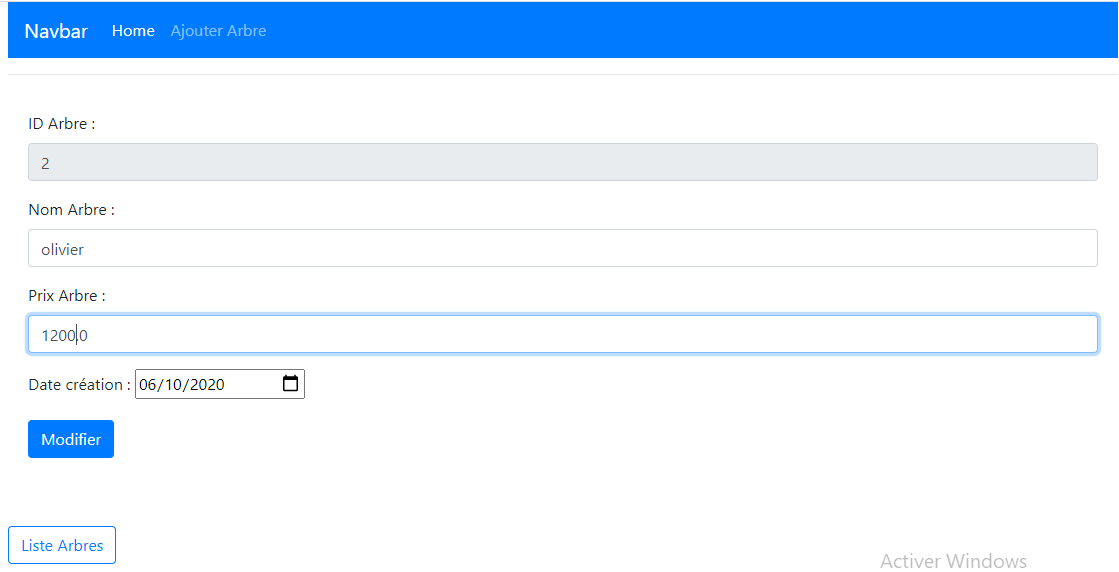 Navbar Home Ajouter Arbre
ID Arbre :
2
Nom Arbre :
olivier
Prix Arbre :
1200.0
Date création : 06/10/2020
Modifier
Liste Arbres
Activer Windows